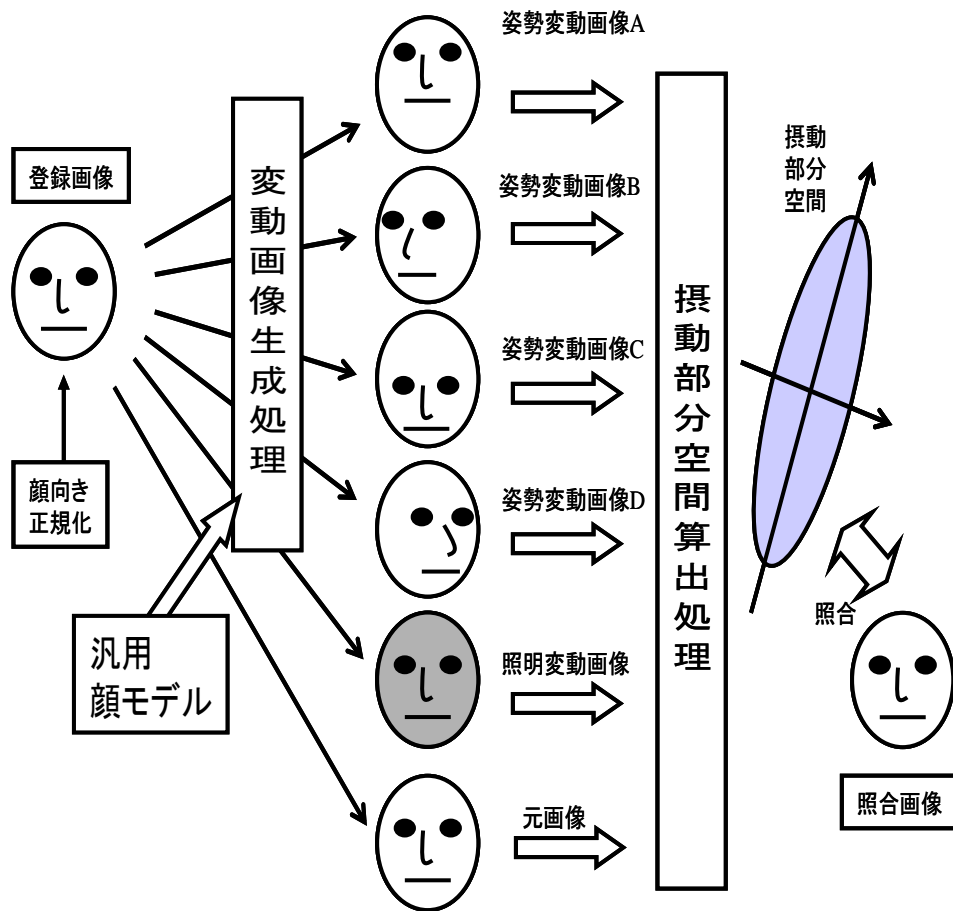 登録画像
顔向き
正規化
汎用
顔モデル
変動画像生成処理
姿勢変動画像A
姿勢変動画像B
姿勢変動画像C
姿勢変動画像D
照明変動画像
元画像
摂動部分空間算出処理
摂動
部分
空間
照合
照合画像